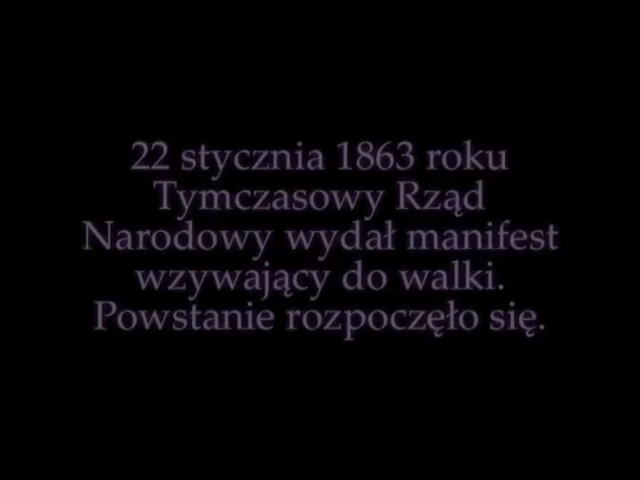 22 stycznia 1863 roku
Tymczasowy Rząd
Narodowy wydał manifest
wzywający do walki.
Powstanie rozpoczęło się.